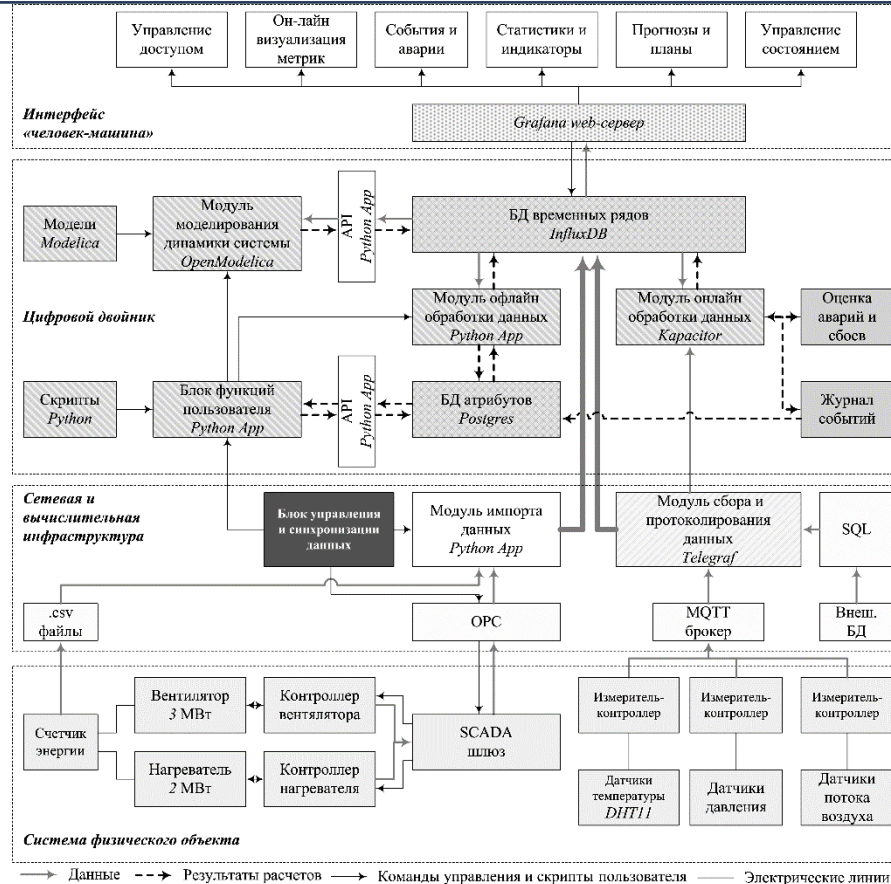 Управление
доступом
Он-лайн
визуализация
метрик
События и
аварии
Статистики и
индикаторы
Прогнозы и
планы
Управление
состоянием
Интерфейс
«человек-машина»
Grafana web-сервер
Модели
Modelica
Модуль
моделирования
динамики системы
OpenModelica
API
Python App
БД временных рядов
InfluxDB
Цифровой двойник
Модуль офлайн
обработки данных
Python App
Модуль онлайн
обработки данных
Kapacitor
Оценка
аварий и
сбоев
Скрипты
Python
Блок функций
пользователя
Python App
API
Python App
БД атрибутов
Postgres
Журнал
событий
Сетевая и
вычислительная
инфраструктура
Блок управления
и синхронизации
данных
Модуль импорта
данных
Python App
Модуль сбора и
протоколирования
данных
Telegraf
SQL
.csv
файлы
OPC
MQTT
брокер
Внеш.
БД
Счетчик
энергии
Вентилятор
3 МВт
Контроллер
вентялятора
SCADA
шлюз
Нагреватель
2 МВт
Контроллер
нагревателя
Измеритель-
контроллер
Измеритель-
контроллер
Измеритель-
контроллер
Датчики
температуры
DHT11
Датчики
давления
Датчики
потока
воздуха
Система физического объекта
Данные
Результаты расчетов
Команды управления и скрипты пользователя
Электрические линии